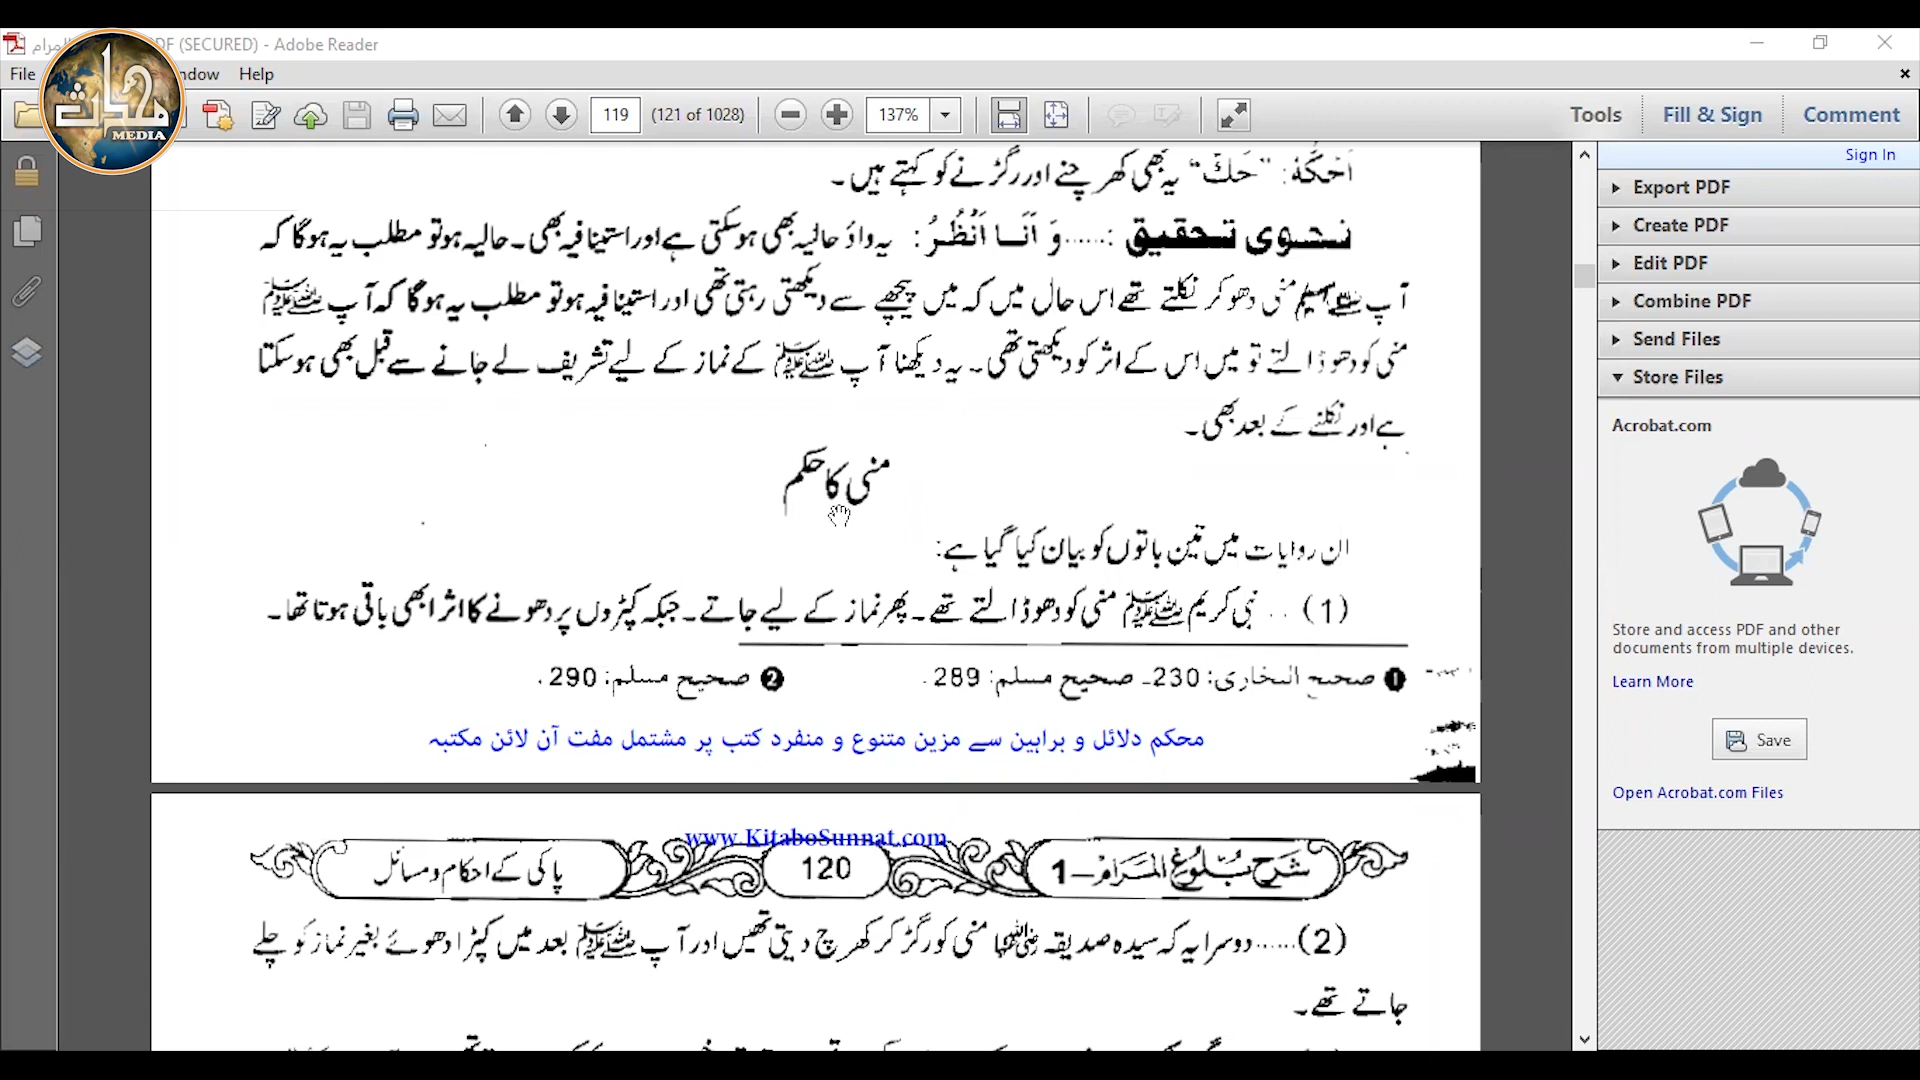 المرام
DF (SECURED) - Adobe Reader
File
ndow
Help
ھارث
MEDIA
119
(121 of 1028)
137%
Tools
Fill & Sign
Comment
Sign In
Export PDF
Create PDF
Edit PDF
Combine PDF
Send Files
Store Files
Acrobat.com
Store and access PDF and other
documents from multiple devices.
Learn More
Save
Open Acrobat.com Files
اَحُكُّهٗ: "حَكّ" یہ بھی کھرچنے اور رگڑنے کو کہتے ہیں۔
نحوی تحقیق :......وَ اَنَا اَنْظُرُ: یہ واؤ حالیہ بھی ہوسکتی ہے اور استینافیہ بھی۔ حالیہ ہو تو مطلب یہ ہوگا کہ
آپ ﷺ منی دھو کر نکلتے تھے اس حال میں کہ میں پیچھے سے دیکھتی رہتی تھی اور استینافیہ ہو تو مطلب یہ ہوگا کہ آپ ﷺ
منی کو دھو ڈالتے تو میں اس کے اثر کو دیکھتی تھی۔ یہ دیکھنا آپ ﷺ کے نماز کے لیے تشریف لے جانے سے قبل بھی ہوسکتا
ہے اور نکلنے کے بعد بھی۔
منی کا حکم
ان روایات میں تین باتوں کو بیان کیا گیا ہے:
(1) .. نبی کریم ﷺ منی کو دھو ڈالتے تھے۔ پھر نماز کے لیے جاتے۔ جبکہ کپڑوں پر دھونے کا اثر ابھی باقی ہوتا تھا۔
❶ صحیح البخاری: 230۔ صحیح مسلم: 289.
❷ صحیح مسلم: 290.
محکم دلائل و براہین سے مزین متنوع و منفرد کتب پر مشتمل مفت آن لائن مکتبہ
www.KitaboSunnat.com
شرح بُلُوغُ المَرَامْ–1
120
پاکی کے احکام و مسائل
(2)......دوسرا یہ کہ سیدہ صدیقہ رضی اللہ عنہا منی کو رگڑ کر کھرچ دیتی تھیں اور آپ ﷺ بعد میں کپڑا دھوئے بغیر نماز کو چلے
جاتے تھے۔